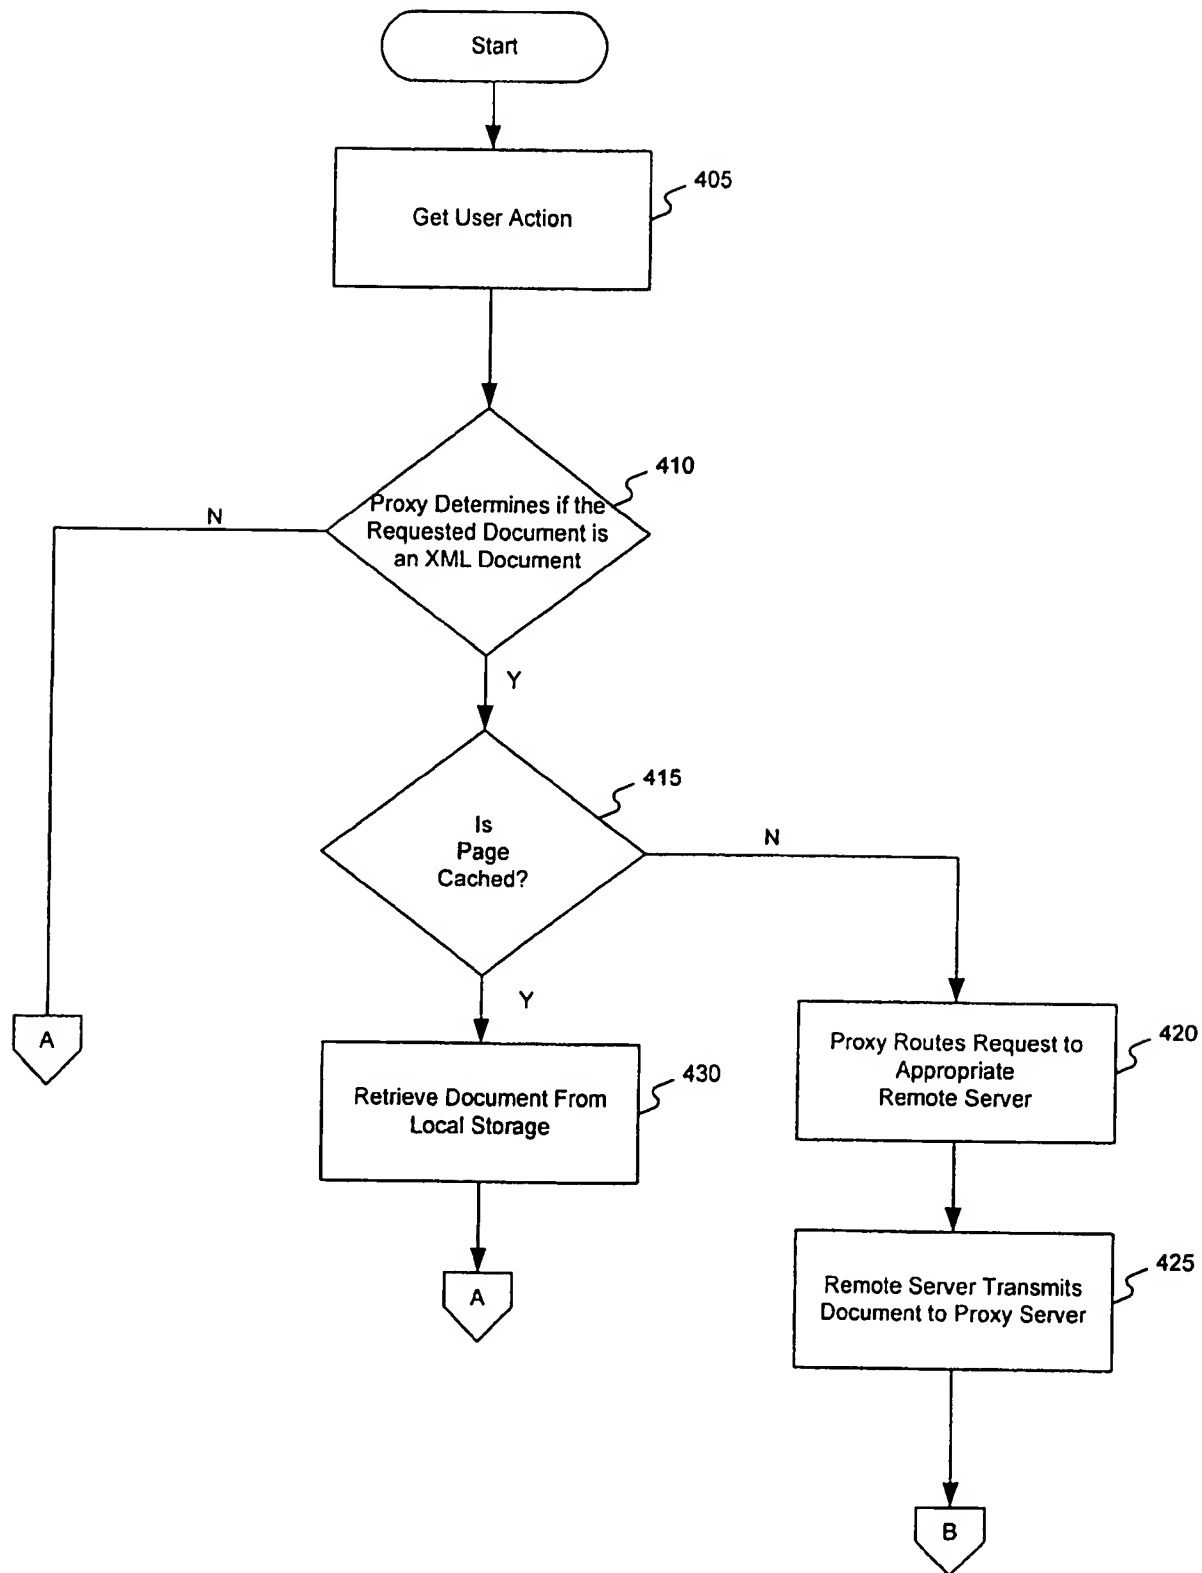 Start
Get User Action
405
Proxy Determines if the
Requested Document is
an XML Document
410
N
Y
Is
Page
Cached?
415
N
Y
A
Retrieve Document From
Local Storage
430
Proxy Routes Request to
Appropriate
Remote Server
420
A
Remote Server Transmits
Document to Proxy Server
425
B